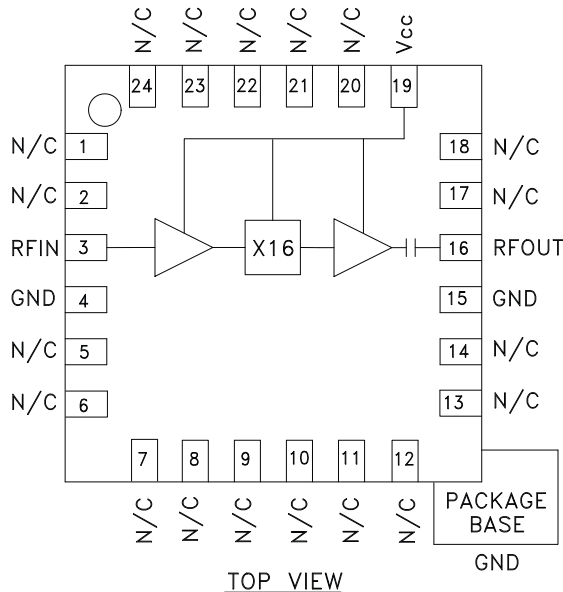 N/C N/C N/C N/C N/C Vcc
24 23 22 21 20 19
N/C 1 18 N/C
N/C 2 17 N/C
RFIN 3 X16 16 RFOUT
GND 4 15 GND
N/C 5 14 N/C
N/C 6 13 N/C
7 8 9 10 11 12
N/C N/C N/C N/C N/C N/C
PACKAGE
BASE
GND
TOP VIEW